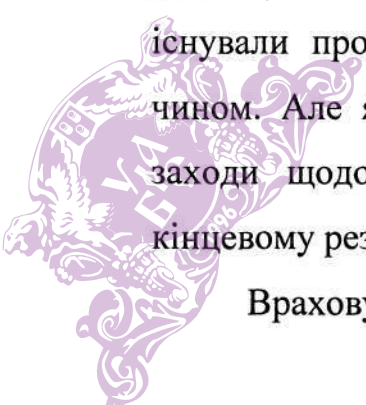 існували про
чином. Але я
заходи щодо
кінцевому рез
Врахову